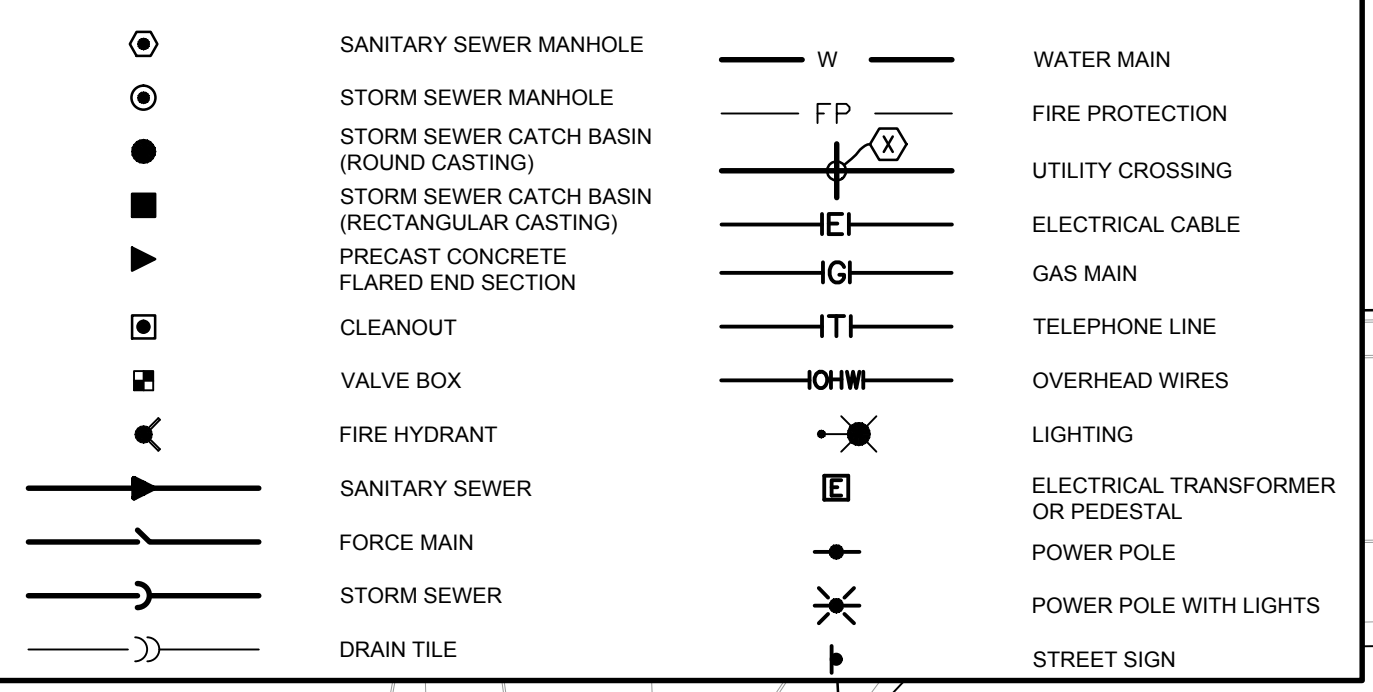 SANITARY SEWER MANHOLE
STORM SEWER MANHOLE
STORM SEWER CATCH BASIN
(ROUND CASTING)
STORM SEWER CATCH BASIN
(RECTANGULAR CASTING)
PRECAST CONCRETE
FLARED END SECTION
CLEANOUT
VALVE BOX
FIRE HYDRANT
SANITARY SEWER
FORCE MAIN
STORM SEWER
DRAIN TILE
W WATER MAIN
FP FIRE PROTECTION
X
UTILITY CROSSING
E ELECTRICAL CABLE
G GAS MAIN
T TELEPHONE LINE
OHW OVERHEAD WIRES
LIGHTING
E ELECTRICAL TRANSFORMER
OR PEDESTAL
POWER POLE
POWER POLE WITH LIGHTS
STREET SIGN